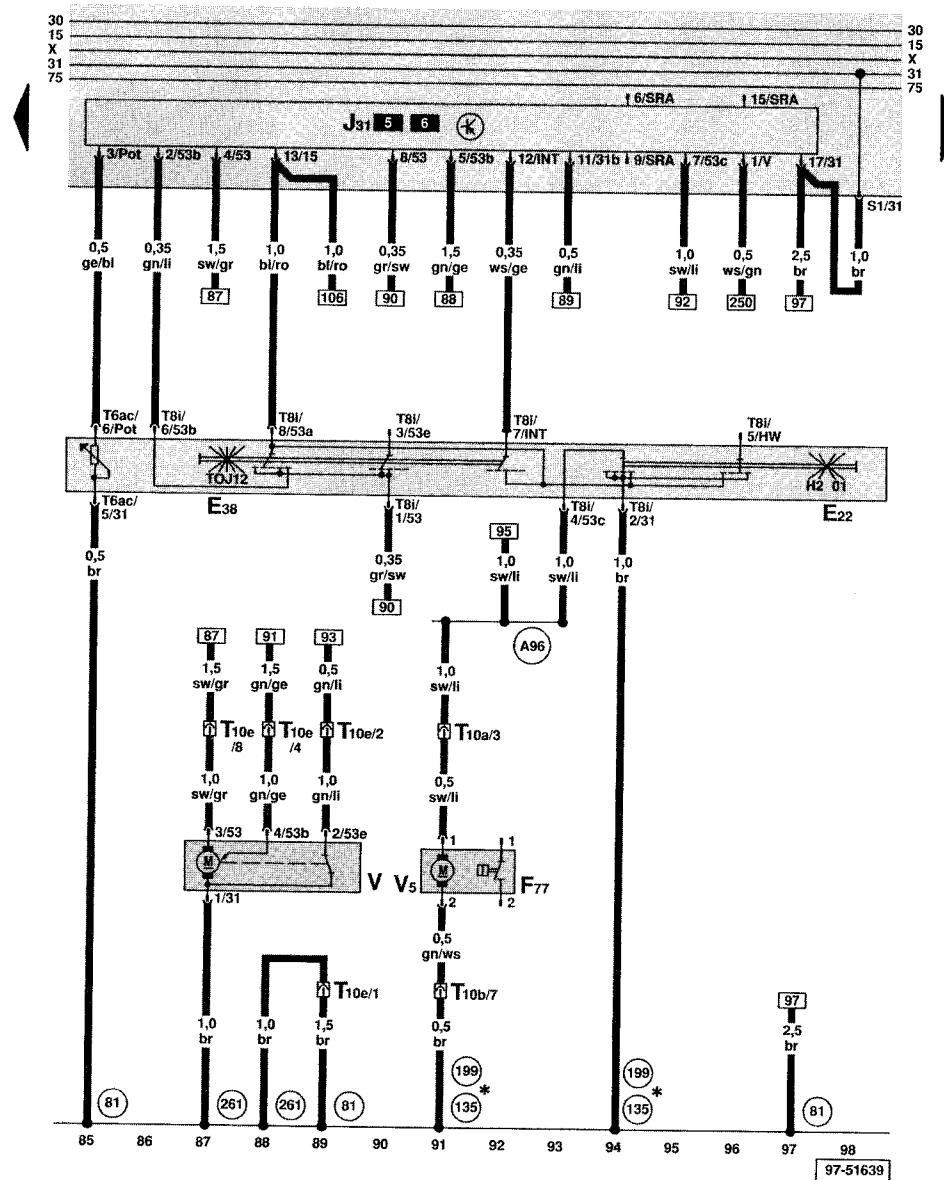 30
15
X
31
75
30
15
X
31
75
6/SRA
15/SRA
J31 5 6
3/Pot
2/53b
4/53
13/15
8/53
5/53b
12/INT
11/31b
9/SRA
7/53c
1/V
17/31
S1/31
0,5
ge/bl
0,35
gn/li
1,5
sw/gr
1,0
bl/ro
1,0
bl/ro
0,35
gr/sw
1,5
gn/ge
0,35
ws/ge
0,5
gn/li
1,0
sw/li
0,5
ws/gn
2,5
br
1,0
br
87
106
90
88
89
92
250
97
T6ac/
6/Pot
T8i/
6/53b
T8i/
8/53a
T8i/
3/53e
T8i/
7/INT
T8i/
5/HW
TOJ12
H2 01
E38
E22
T6ac/
5/31
T8i/
1/53
T8i/
4/53c
T8i/
2/31
0,5
br
0,35
gr/sw
90
95
1,0
sw/li
1,0
sw/li
1,0
br
A96
87
91
93
1,5
sw/gr
1,5
gn/ge
0,5
gn/li
1,0
sw/li
T10e
/8
T10e
/4
T10e/2
T10a/3
1,0
sw/gr
1,0
gn/ge
1,0
gn/li
0,5
sw/li
3/53
4/53b
2/53e
1
1
M
M
V
V5
F77
1/31
2
2
0,5
gn/ws
T10e/1
T10b/7
97
1,0
br
1,0
br
1,5
br
0,5
br
2,5
br
199
199
*
*
81
261
261
81
135
135
81
85
86
87
88
89
90
91
92
93
94
95
96
97
98
97-51639